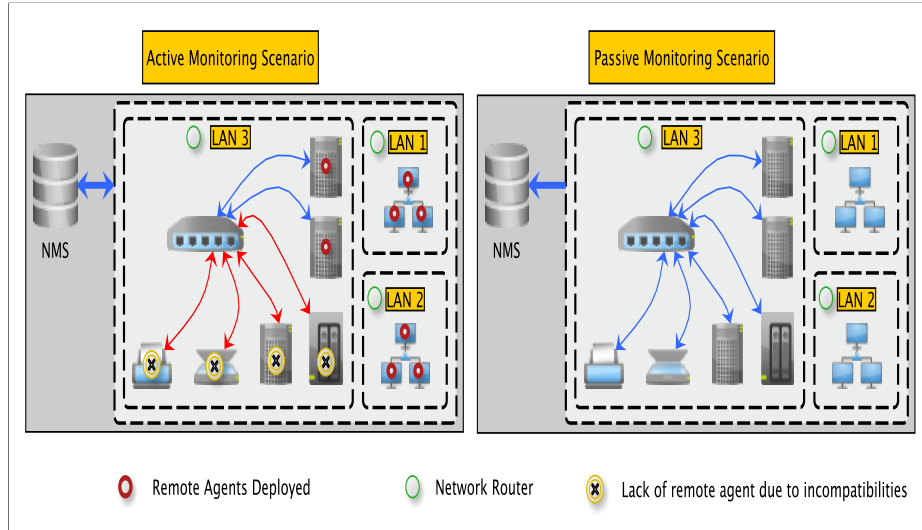 Active Monitoring Scenario
Passive Monitoring Scenario
LAN 3
LAN 1
NMS
LAN 2
LAN 3
LAN 1
NMS
LAN 2
Remote Agents Deployed
Network Router
Lack of remote agent due to incompatibilities